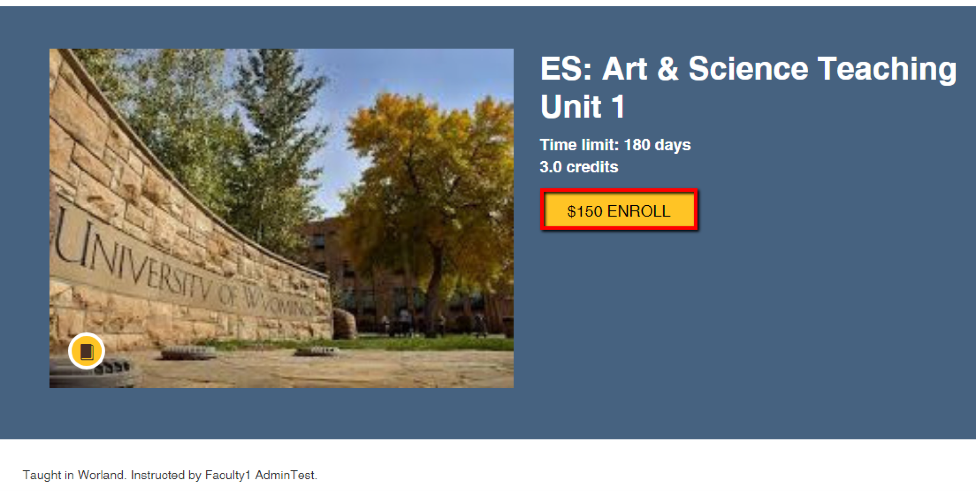 ES: Art & Science Teaching
Unit 1
Time limit: 180 days
3.0 credits
$150 ENROLL
UNIVERSITY OF WYOMING
Taught in Worland. Instructed by Faculty1 AdminTest.